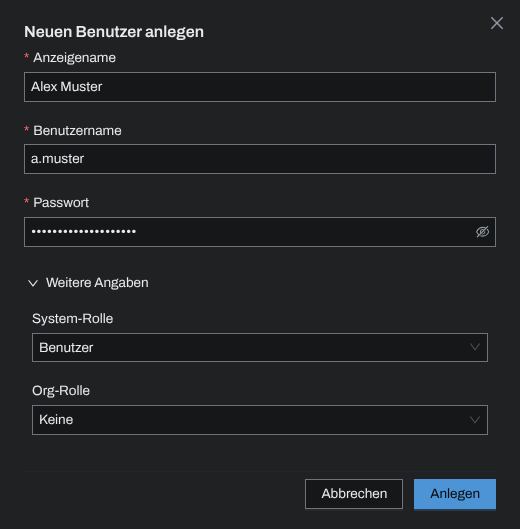 Neuen Benutzer anlegen
* Anzeigename
Alex Muster
* Benutzername
a.muster
* Passwort
••••••••••••••••••••
Weitere Angaben
System-Rolle
Benutzer
Org-Rolle
Keine
Abbrechen
Anlegen